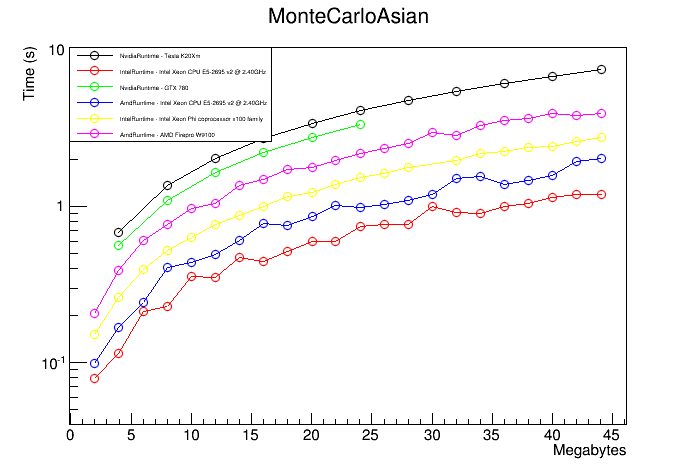 MonteCarloAsian
Time (s)
10
NvidiaRuntime - Tesla K20Xm
IntelRuntime - Intel Xeon CPU E5-2695 v2 @ 2.40GHz
NvidiaRuntime - GTX 780
AmdRuntime - Intel Xeon CPU E5-2695 v2 @ 2.40GHz
IntelRuntime - Intel Xeon Phi coprocessor x100 family
AmdRuntime - AMD Firepro W9100
1
10⁻¹
0 5 10 15 20 25 30 35 40 45
Megabytes